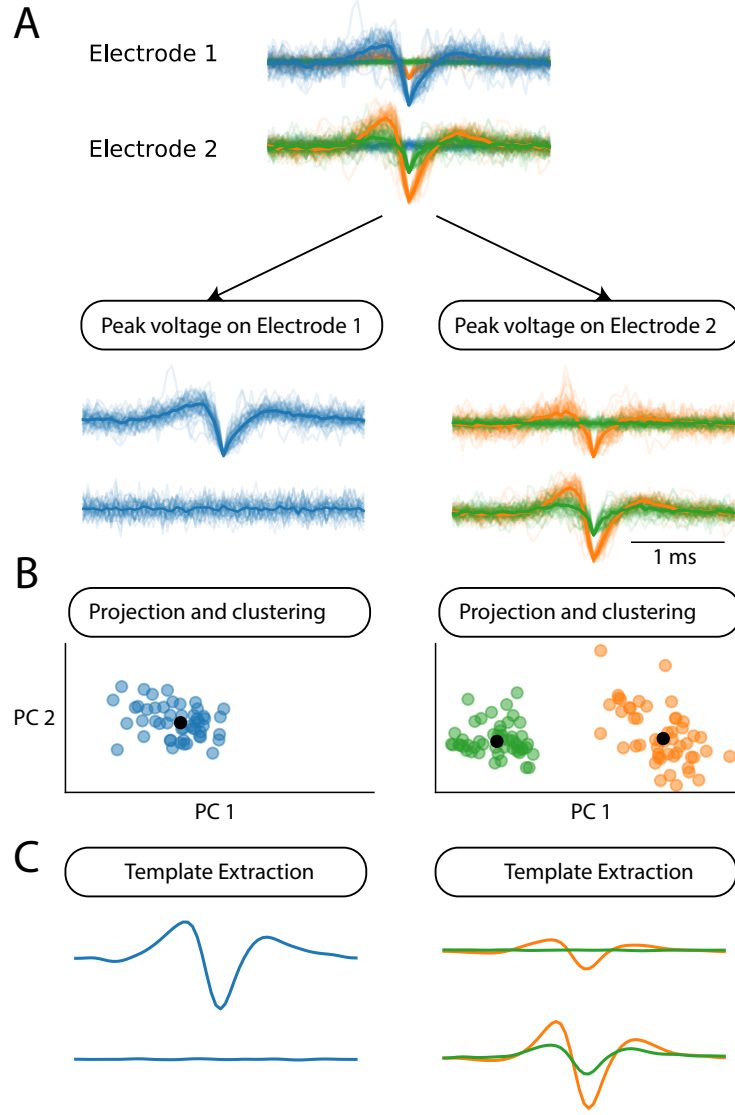 A
Electrode 1
Electrode 2
Peak voltage on Electrode 1
Peak voltage on Electrode 2
1 ms
B
Projection and clustering
Projection and clustering
PC 2
PC 1
PC 1
C
Template Extraction
Template Extraction